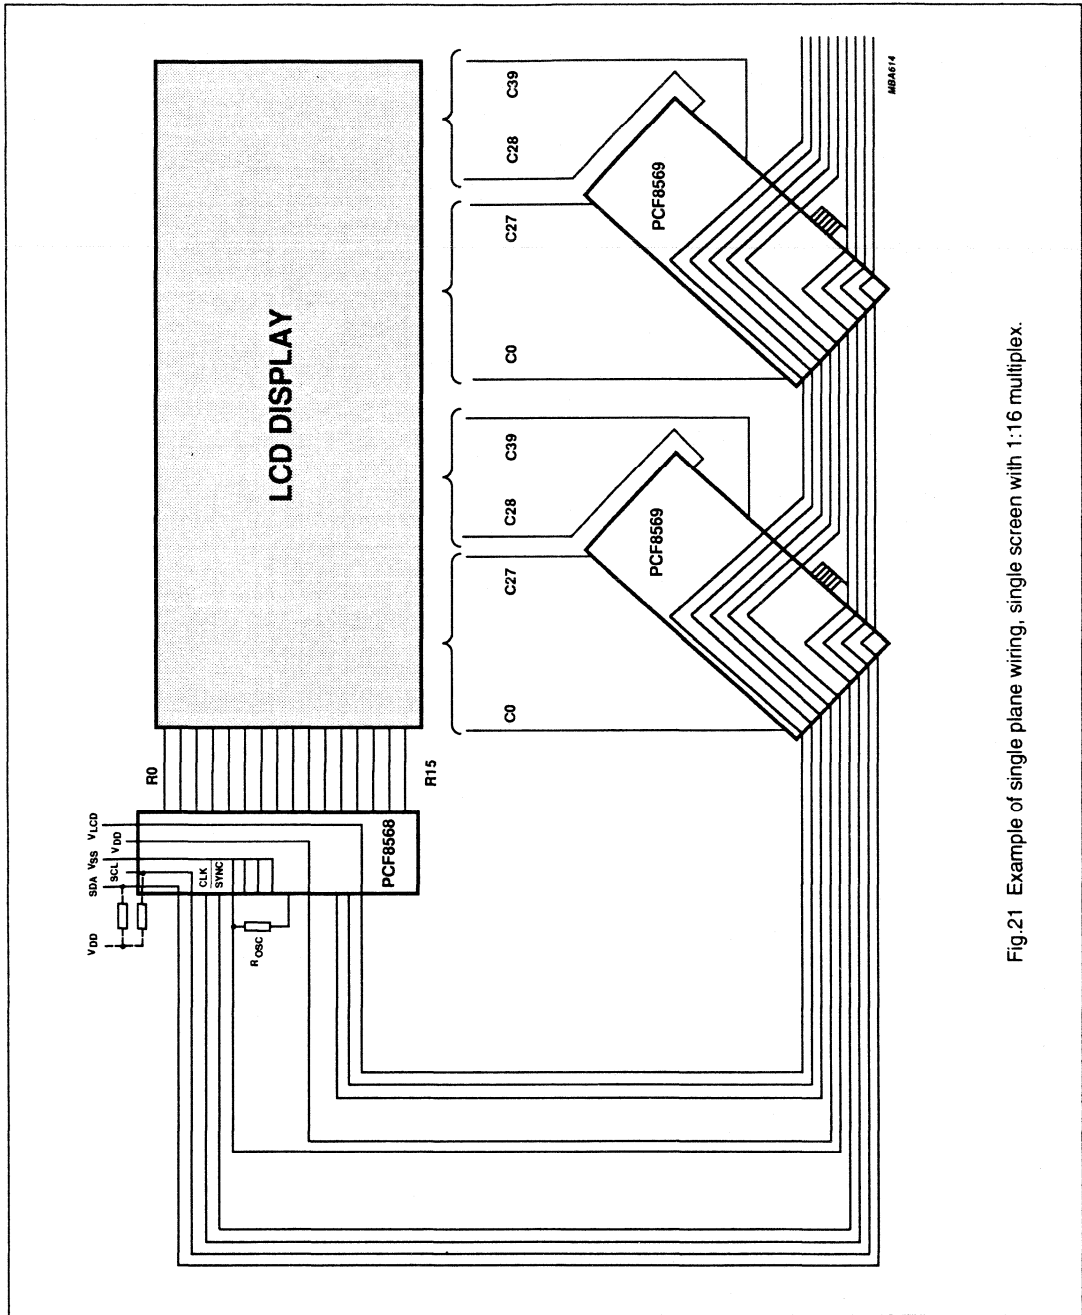 SDA
SCL
VSS
VDD
VLCD
VDD
CLK
SYNC
ROSC
PCF8568
R0
R15
LCD DISPLAY
C0
C27
C28
C39
C0
C27
C28
C39
PCF8569
PCF8569
MBA614
Fig.21 Example of single plane wiring, single screen with 1:16 multiplex.